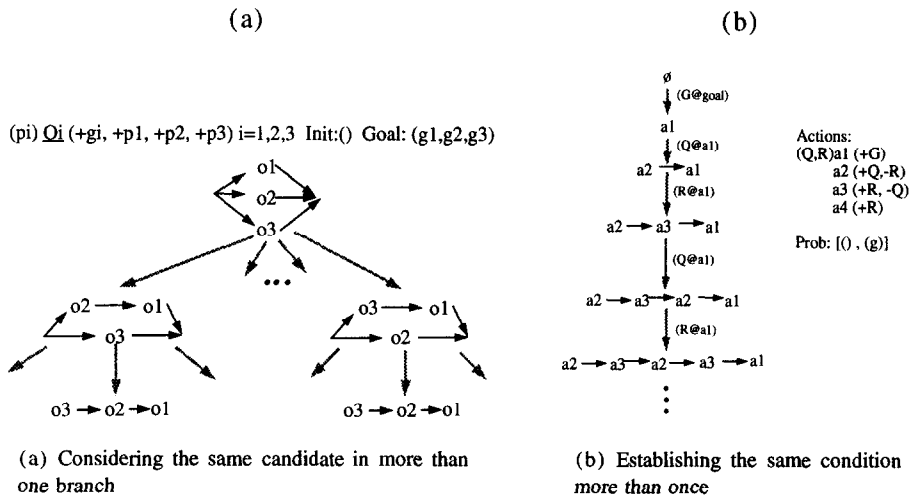 (a)
(b)
(pi) Oi (+gi, +p1, +p2, +p3) i=1,2,3 Init:() Goal: (g1,g2,g3)
o1
o2
o3
...
o2 o1
o3
o3 o1
o2
o3 o2 o1
o3 o2 o1
(a) Considering the same candidate in more than
one branch
ø
(G@goal)
a1
(Q@a1)
a2 a1
(R@a1)
a2 a3 a1
(Q@a1)
a2 a3 a2 a1
(R@a1)
a2 a3 a2 a3 a1
Actions:
(Q,R)a1 (+G)
a2 (+Q,-R)
a3 (+R, -Q)
a4 (+R)
Prob: [() , (g)]
(b) Establishing the same condition
more than once